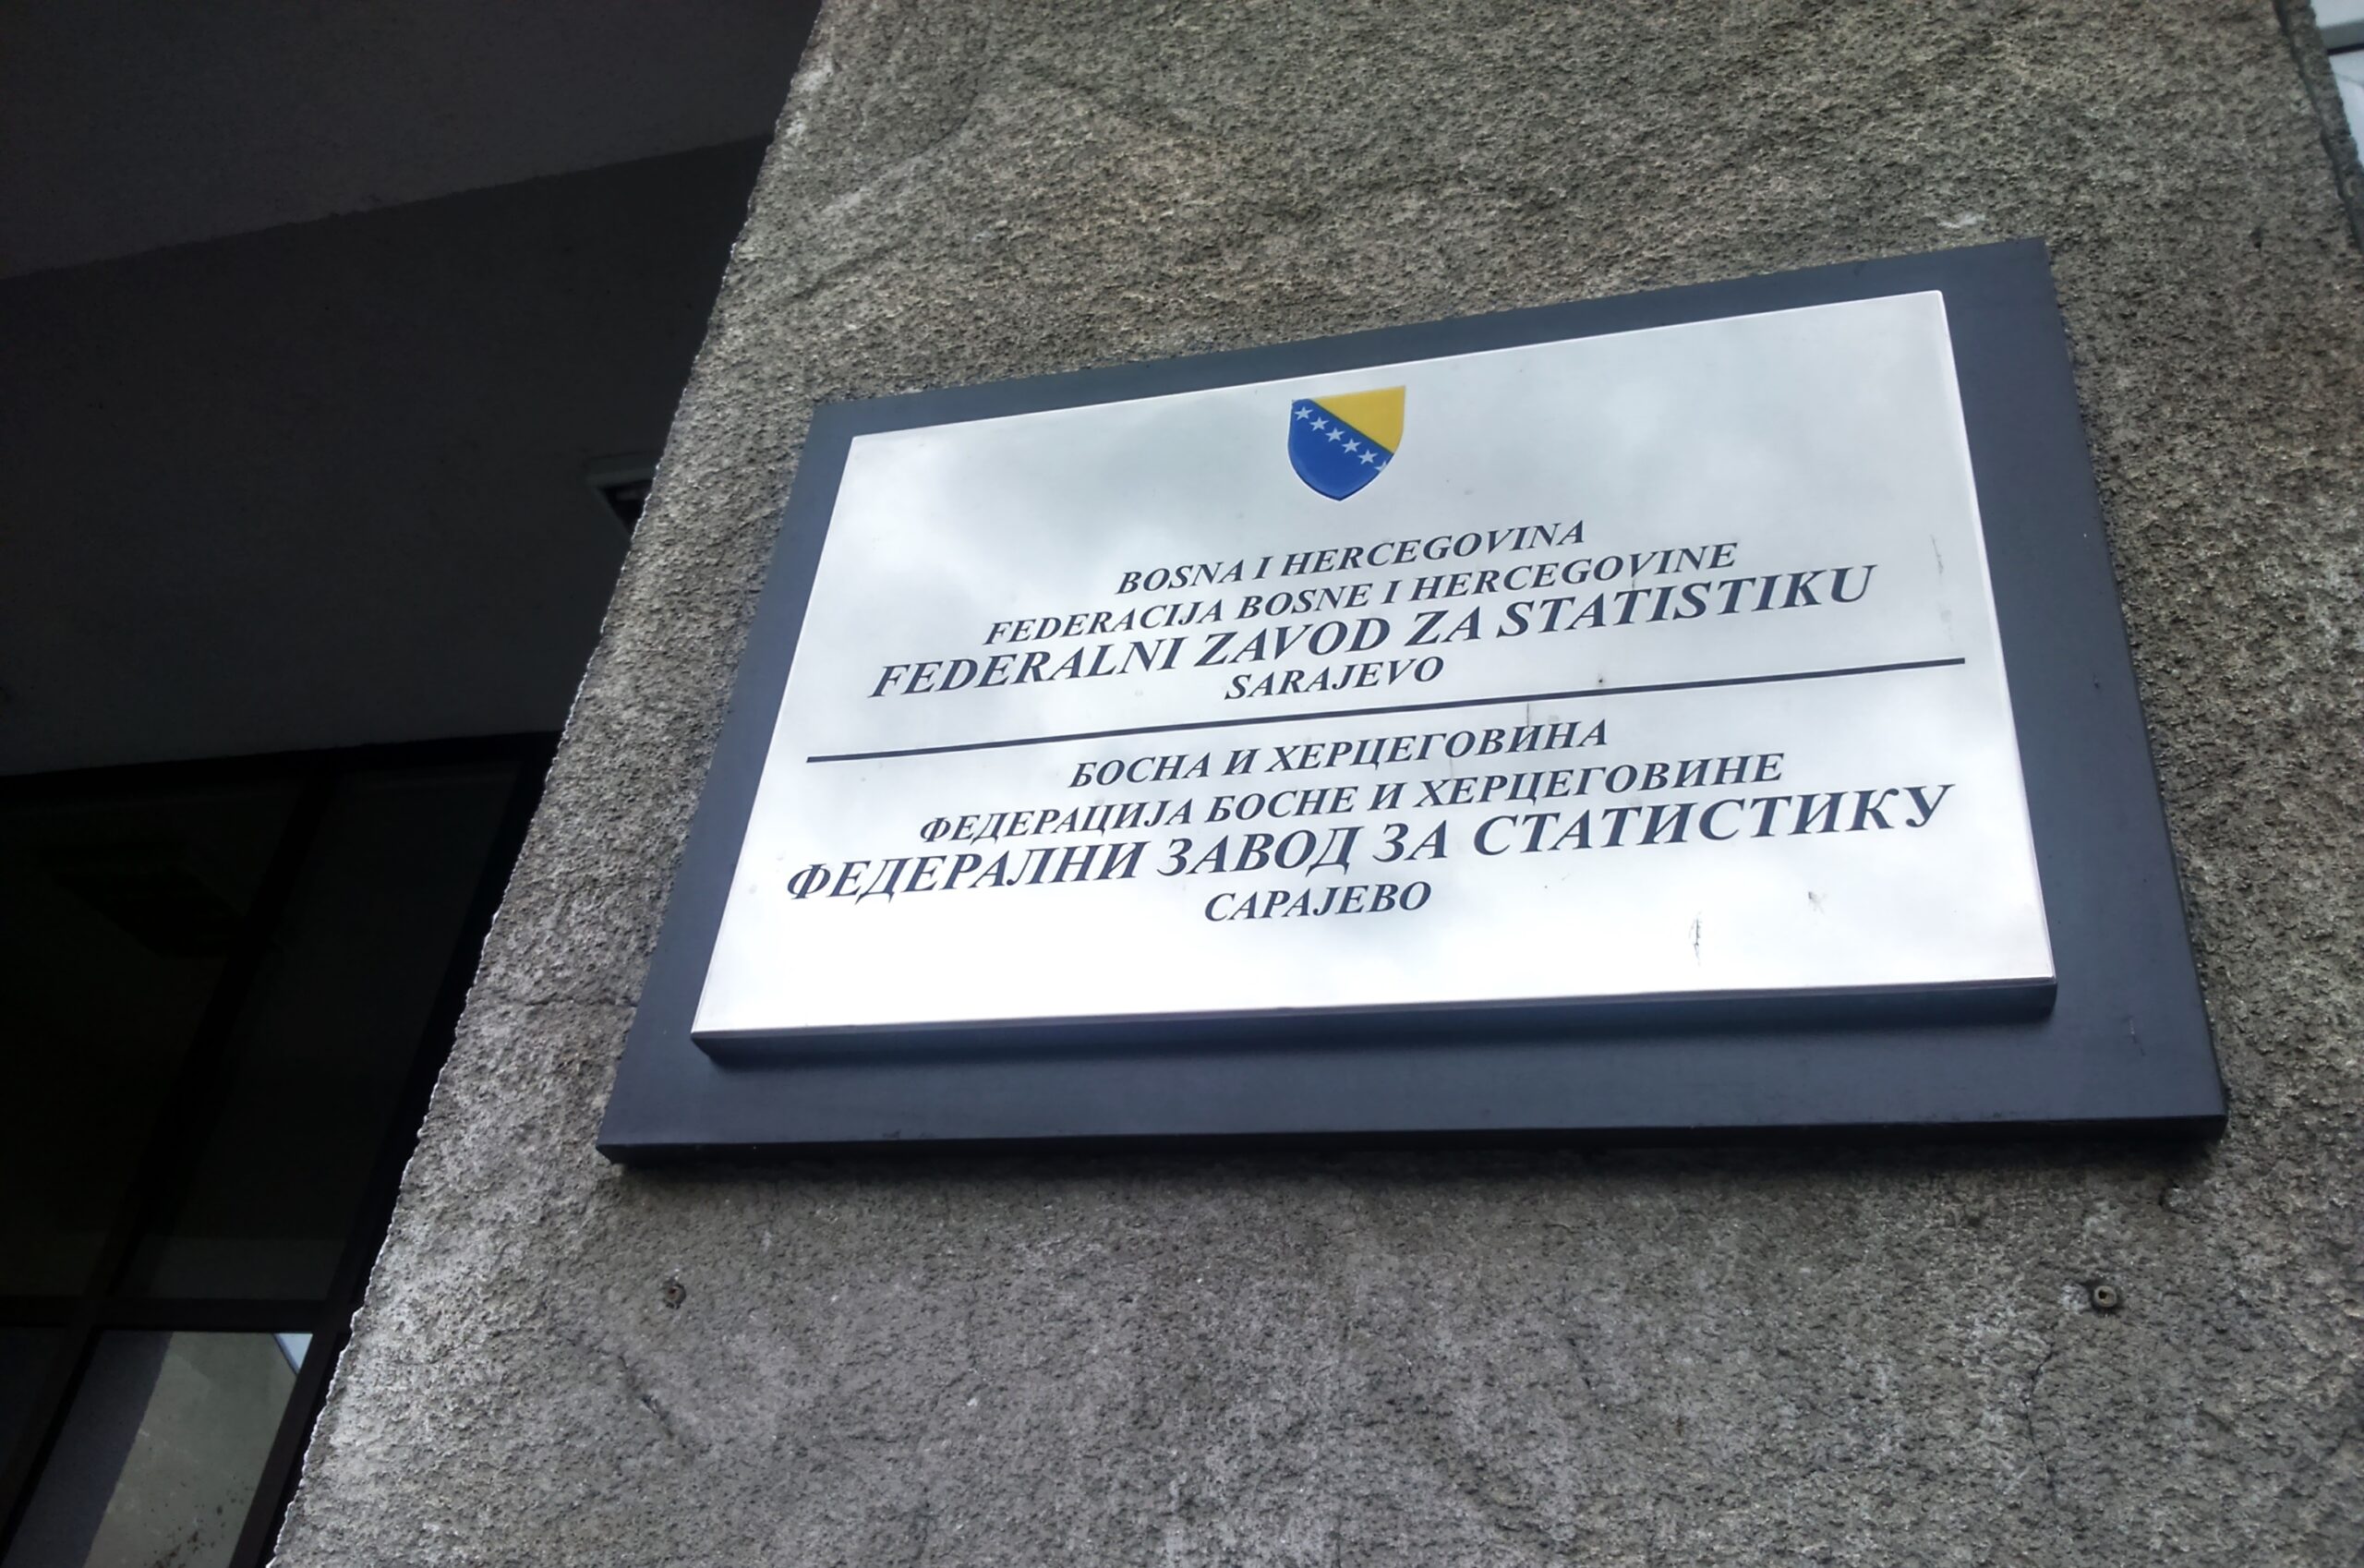 BOSNA I HERCEGOVINA
FEDERACIJA BOSNE I HERCEGOVINE
FEDERALNI ZAVOD ZA STATISTIKU
SARAJEVO
БОСНА И ХЕРЦЕГОВИНА
ФЕДЕРАЦИЈА БОСНЕ И ХЕРЦЕГОВИНЕ
ФЕДЕРАЛНИ ЗАВОД ЗА СТАТИСТИКУ
САРАЈЕВО